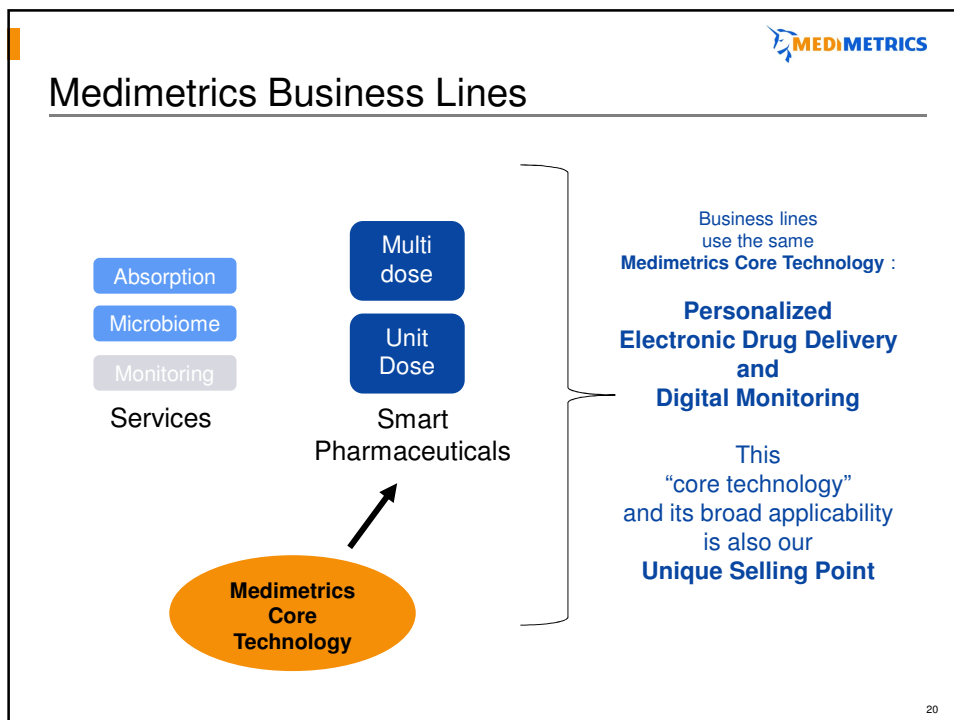 MEDIMETRICS
Medimetrics Business Lines
Absorption
Microbiome
Monitoring
Services
Multi
dose
Unit
Dose
Smart
Pharmaceuticals
Medimetrics
Core
Technology
Business lines
use the same
Medimetrics Core Technology :
Personalized
Electronic Drug Delivery
and
Digital Monitoring
This
“core technology”
and its broad applicability
is also our
Unique Selling Point
20